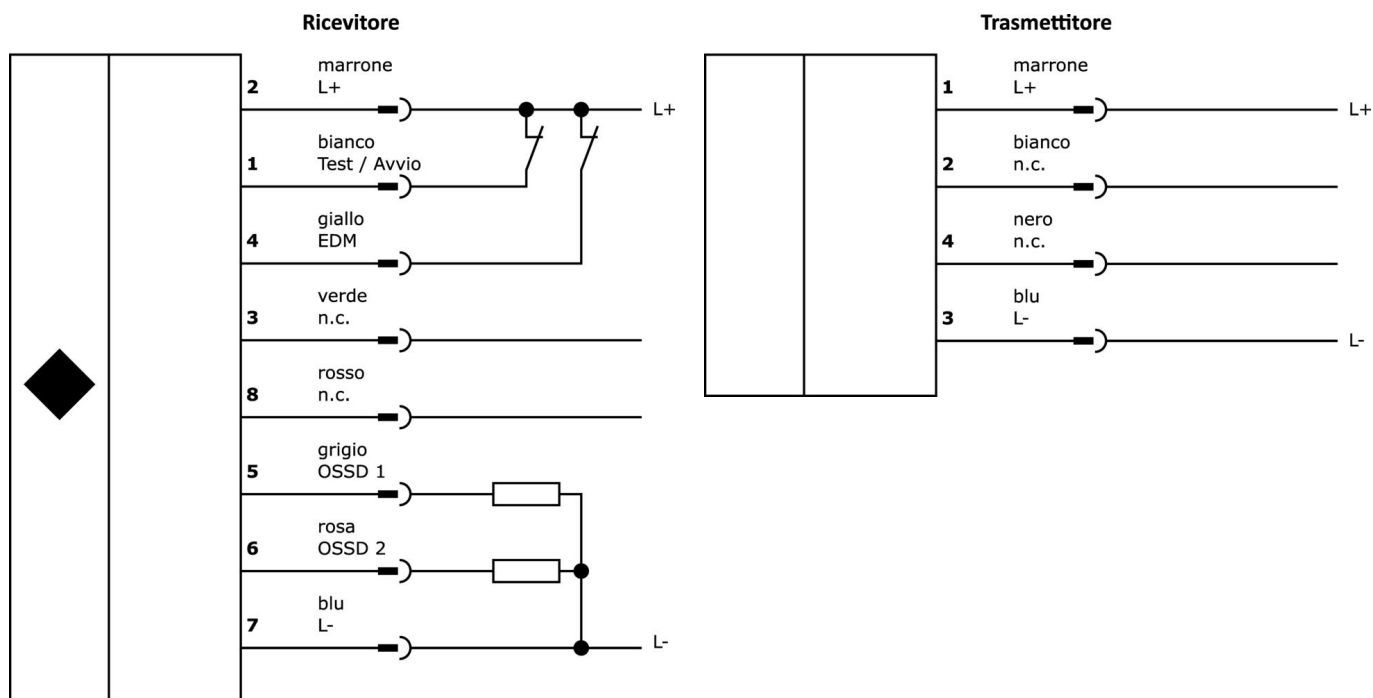 Ricevitore
marrone
2 L+
L+
bianco
1 Test / Avvio
giallo
4 EDM
verde
3 n.c.
rosso
8 n.c.
grigio
5 OSSD 1
rosa
6 OSSD 2
blu
7 L-
L-
Trasmettitore
marrone
1 L+
L+
bianco
2 n.c.
nero
4 n.c.
blu
3 L-
L-